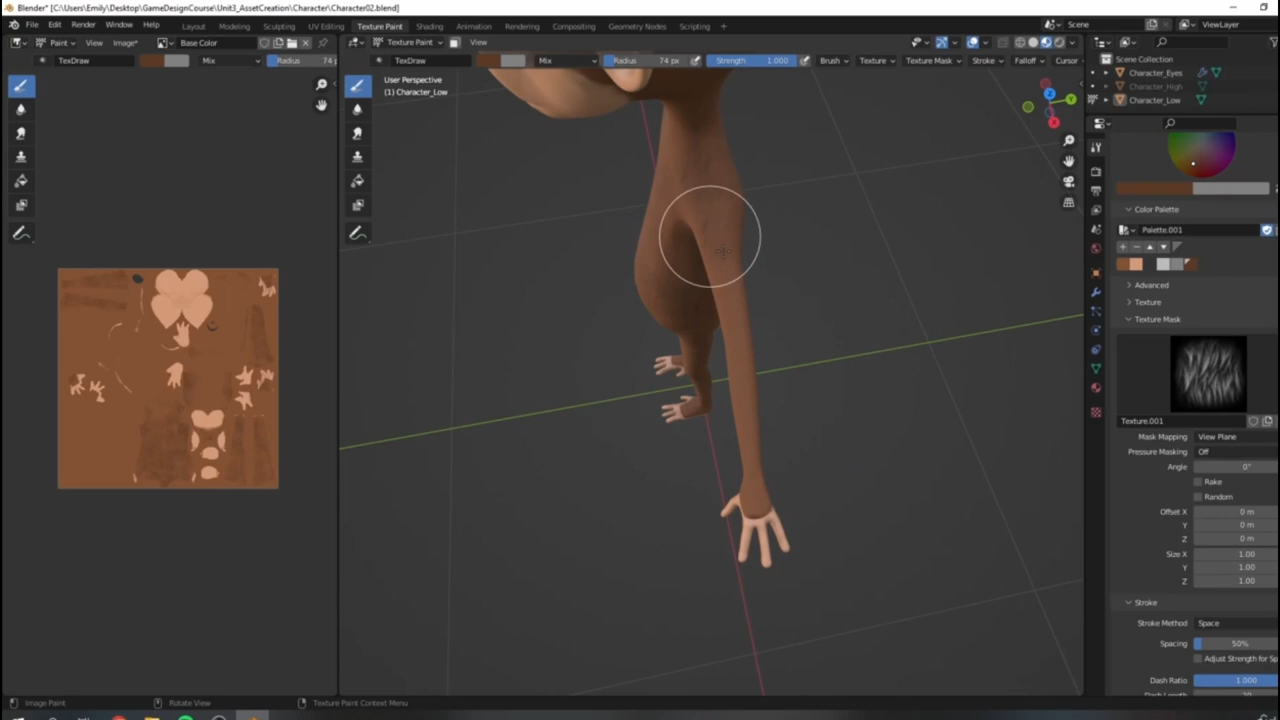 Blender* [C:\Users\Emily\Desktop\GameDesignCourse\Unit3_AssetCreation\Character\Character02.blend]
File Edit Render Window Help Layout Modeling Sculpting UV Editing Texture Paint Shading Animation Rendering Compositing Geometry Nodes Scripting + Scene ViewLayer
Paint View Image* Base Color Texture Paint View
TexDraw Mix Radius 74 p TexDraw Mix Radius 74 px Strength 1.000 Brush Texture Texture Mask Stroke Falloff Cursor
User Perspective
(1) Character_Low
Scene Collection
Character_Eyes
Character_High
Character_Low
Color Palette
Palette.001
Advanced
Texture
Texture Mask
Texture.001
Mask Mapping View Plane
Pressure Masking Off
Angle 0°
Rake
Random
Offset X 0 m
Y 0 m
Z 0 m
Size X 1.00
Y 1.00
Z 1.00
Stroke
Stroke Method Space
Spacing 50%
Adjust Strength for Sp
Dash Ratio 1.000
Image Paint Rotate View Texture Paint Context Menu